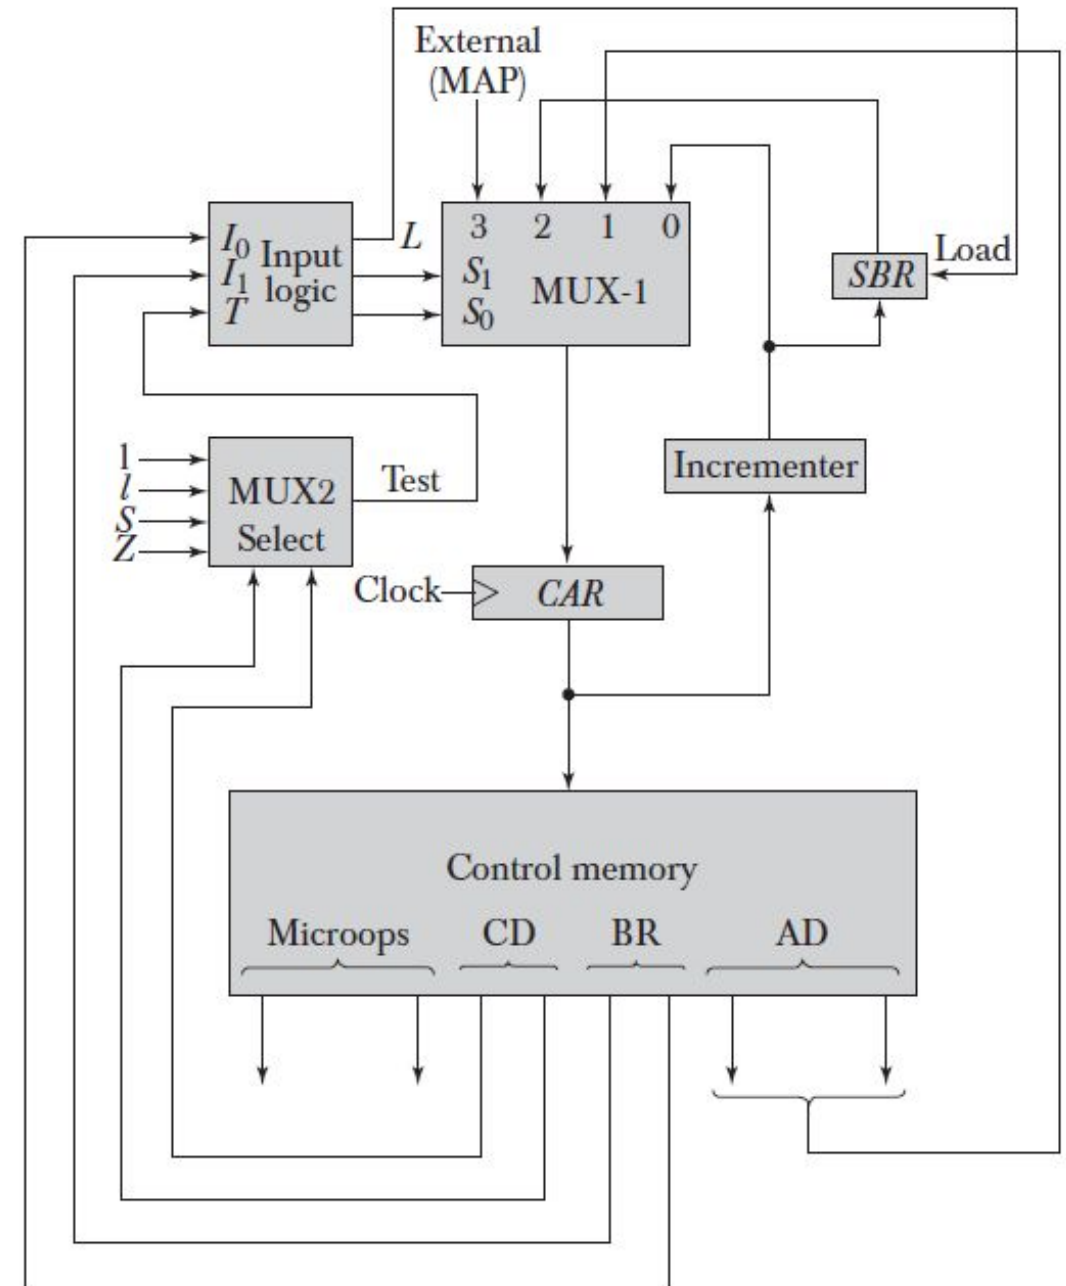 External
(MAP)
L
I0
I1
T
Input
logic
3 2 1 0
S1
S0
MUX-1
SBR
Load
1
l
S
Z
MUX2
Select
Test
Incrementer
Clock
CAR
Control memory
Microops CD BR AD